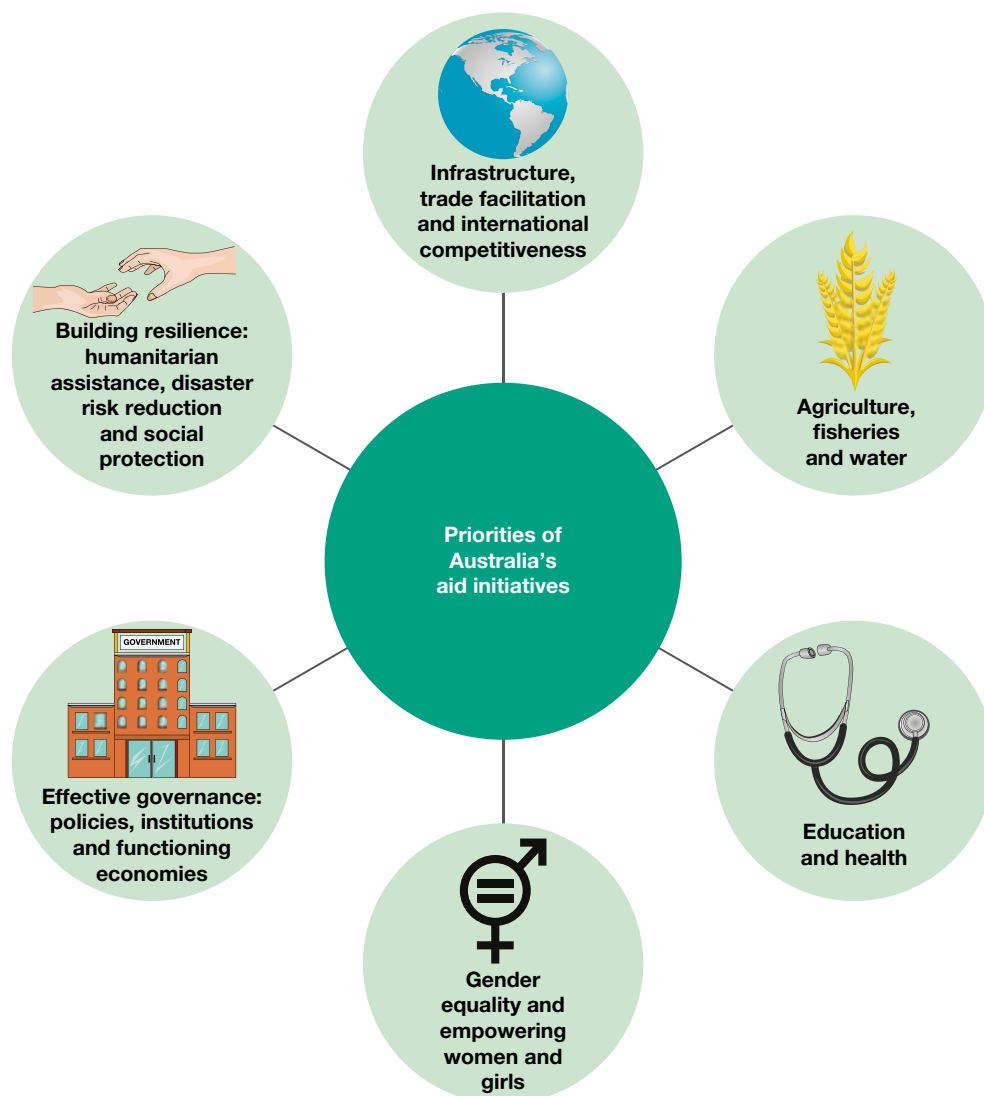 Infrastructure,
trade facilitation
and international
competitiveness
Agriculture,
fisheries
and water
Education
and health
Gender
equality and
empowering
women and
girls
GOVERNMENT
Effective governance:
policies, institutions
and functioning
economies
Building resilience:
humanitarian
assistance, disaster
risk reduction
and social
protection
Priorities of
Australia's
aid initiatives